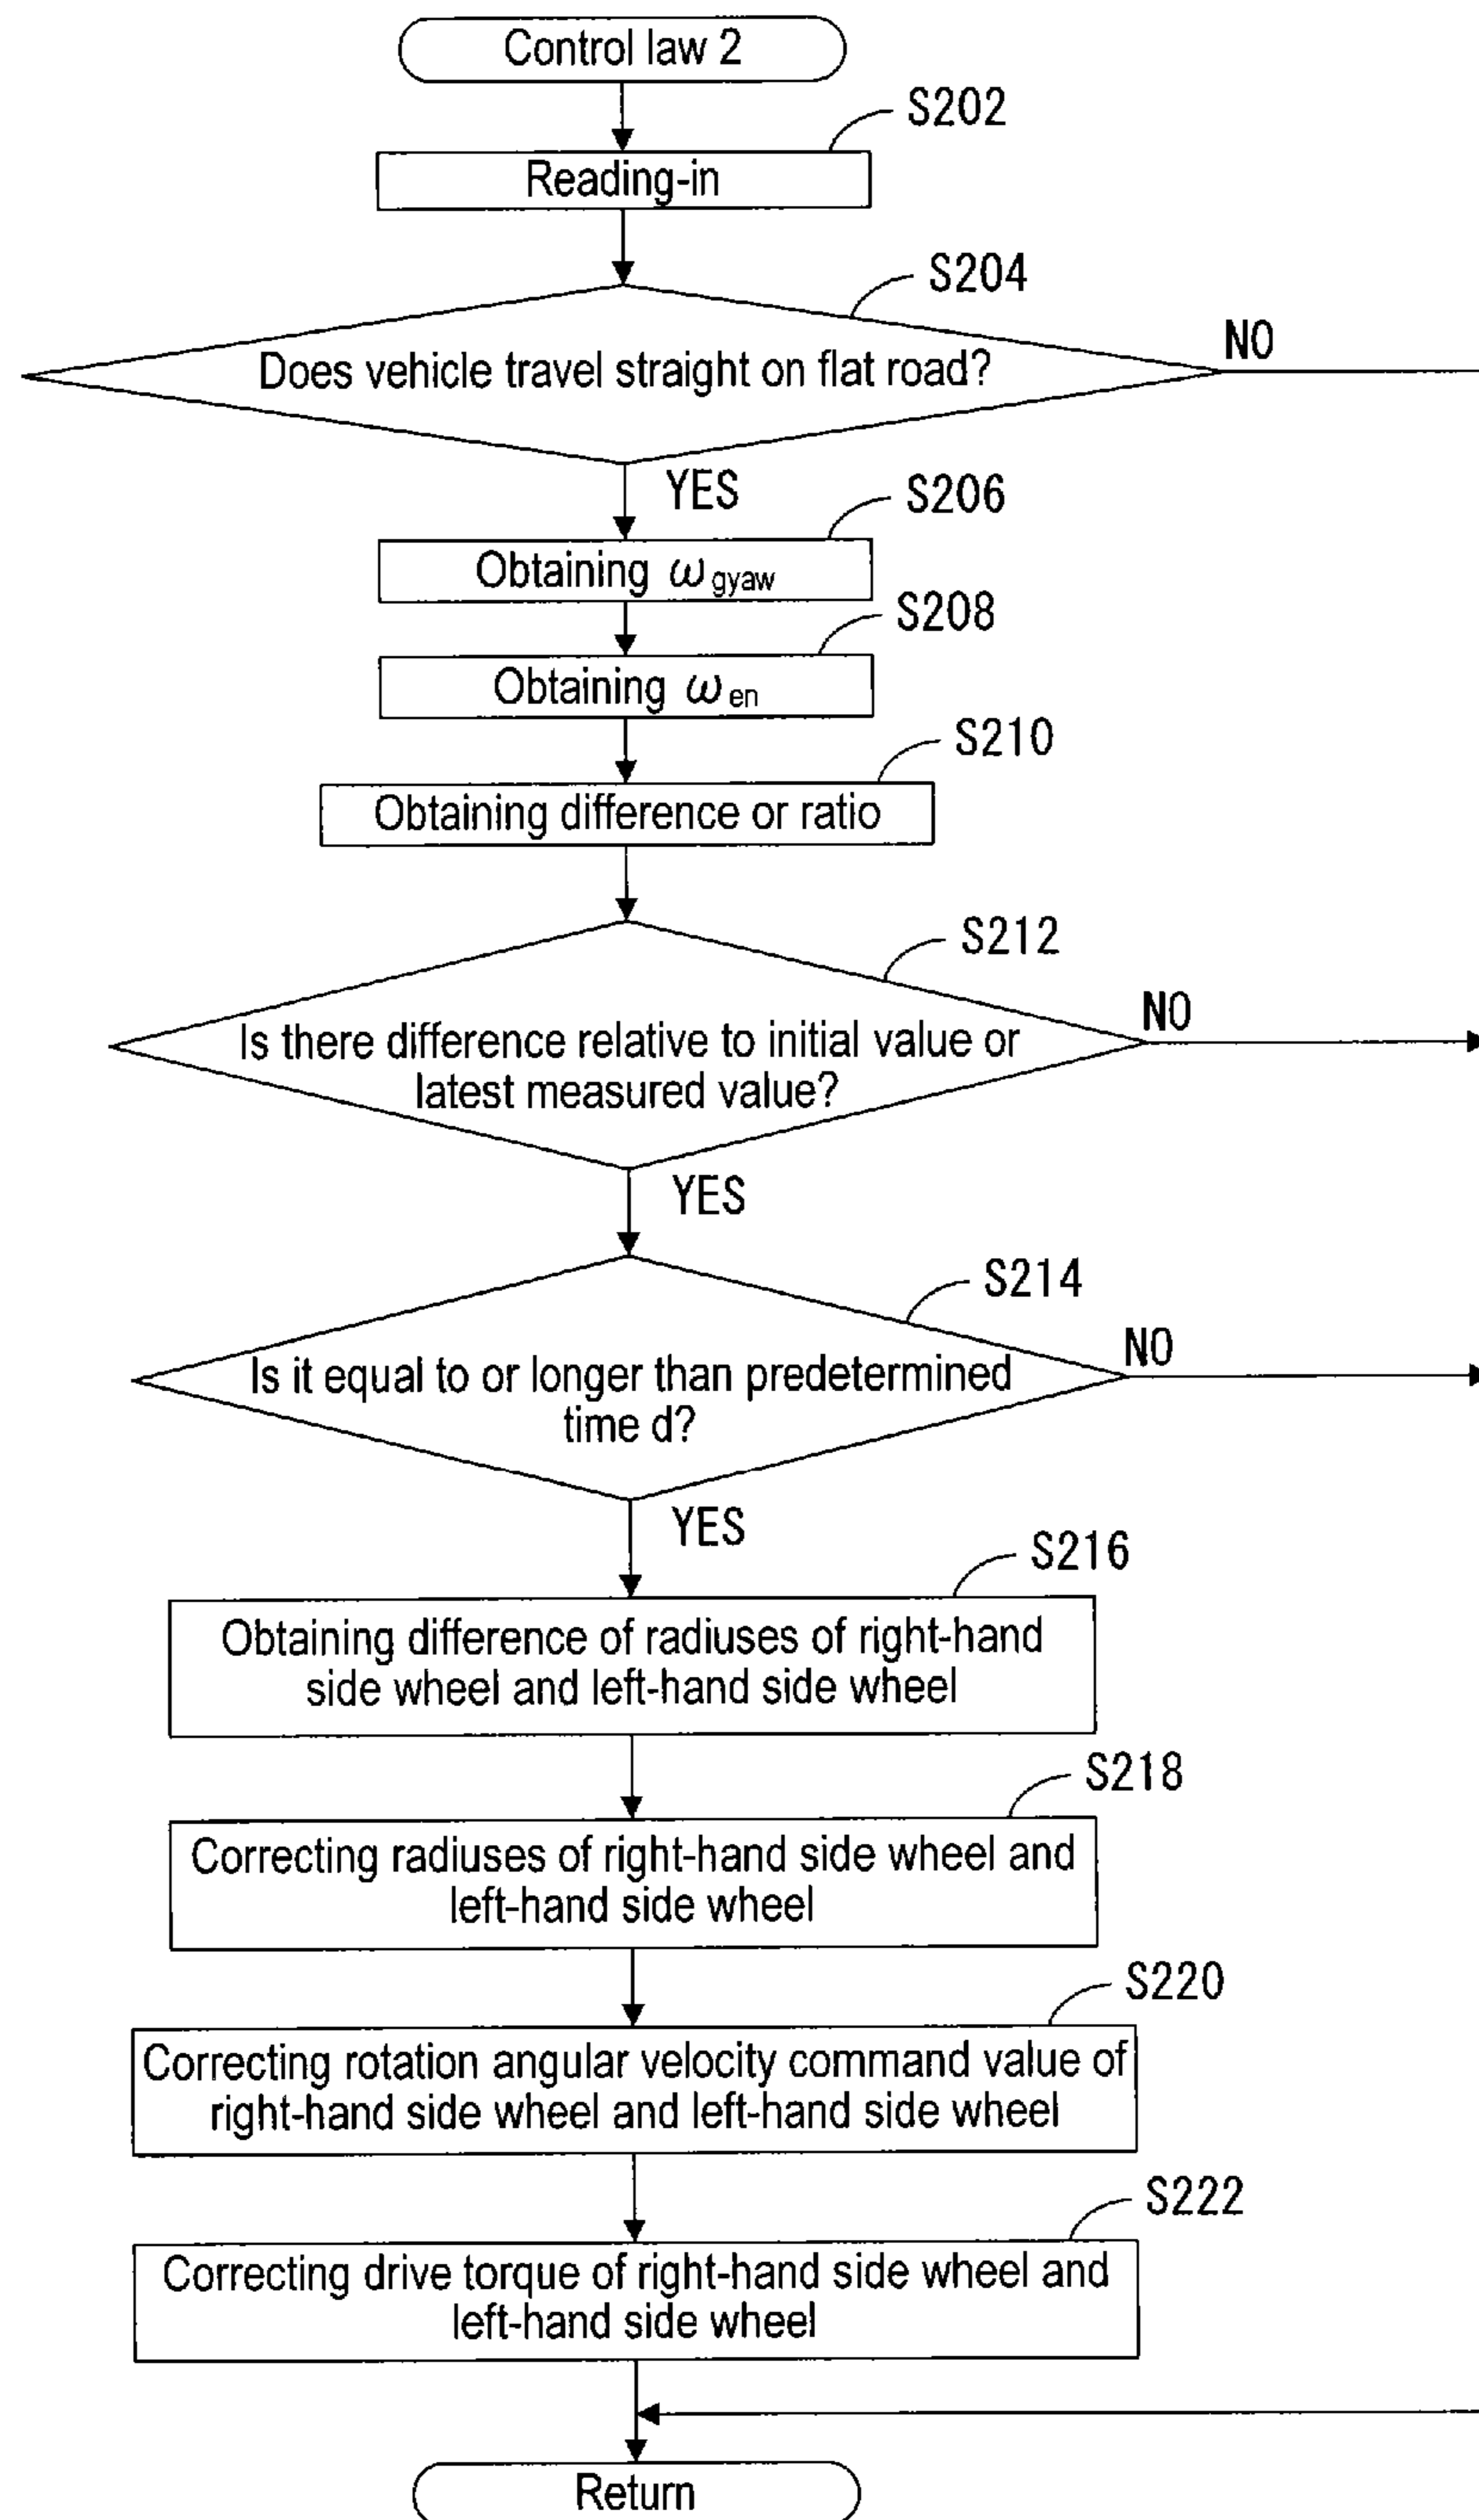 Control law 2
S202
Reading-in
S204
Does vehicle travel straight on flat road?
NO
YES
S206
Obtaining ωgyaw
S208
Obtaining ωen
S210
Obtaining difference or ratio
S212
Is there difference relative to initial value or
latest measured value?
NO
YES
S214
Is it equal to or longer than predetermined
time d?
NO
YES
S216
Obtaining difference of radiuses of right-hand
side wheel and left-hand side wheel
S218
Correcting radiuses of right-hand side wheel and
left-hand side wheel
S220
Correcting rotation angular velocity command value of
right-hand side wheel and left-hand side wheel
S222
Correcting drive torque of right-hand side wheel and
left-hand side wheel
Return